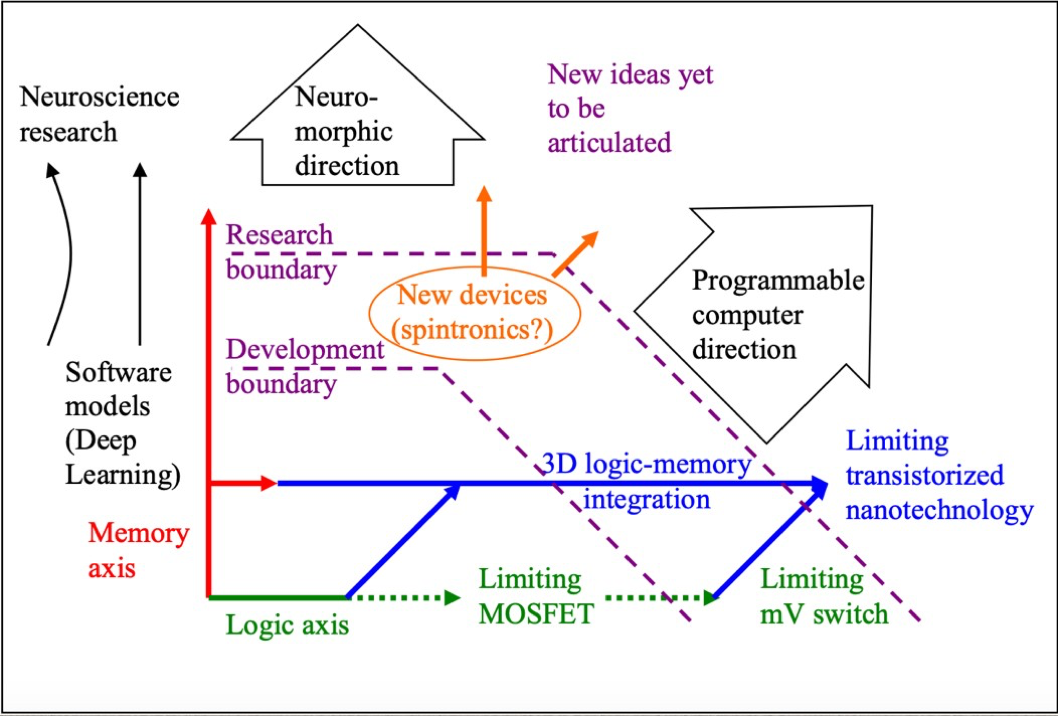 Neuroscience
research
Neuro-
morphic
direction
New ideas yet
to be
articulated
Research
boundary
New devices
(spintronics?)
Programmable
computer
direction
Development
boundary
Software
models
(Deep
Learning)
3D logic-memory
integration
Limiting
transistorized
nanotechnology
Memory
axis
Limiting
MOSFET
Limiting
mV switch
Logic axis